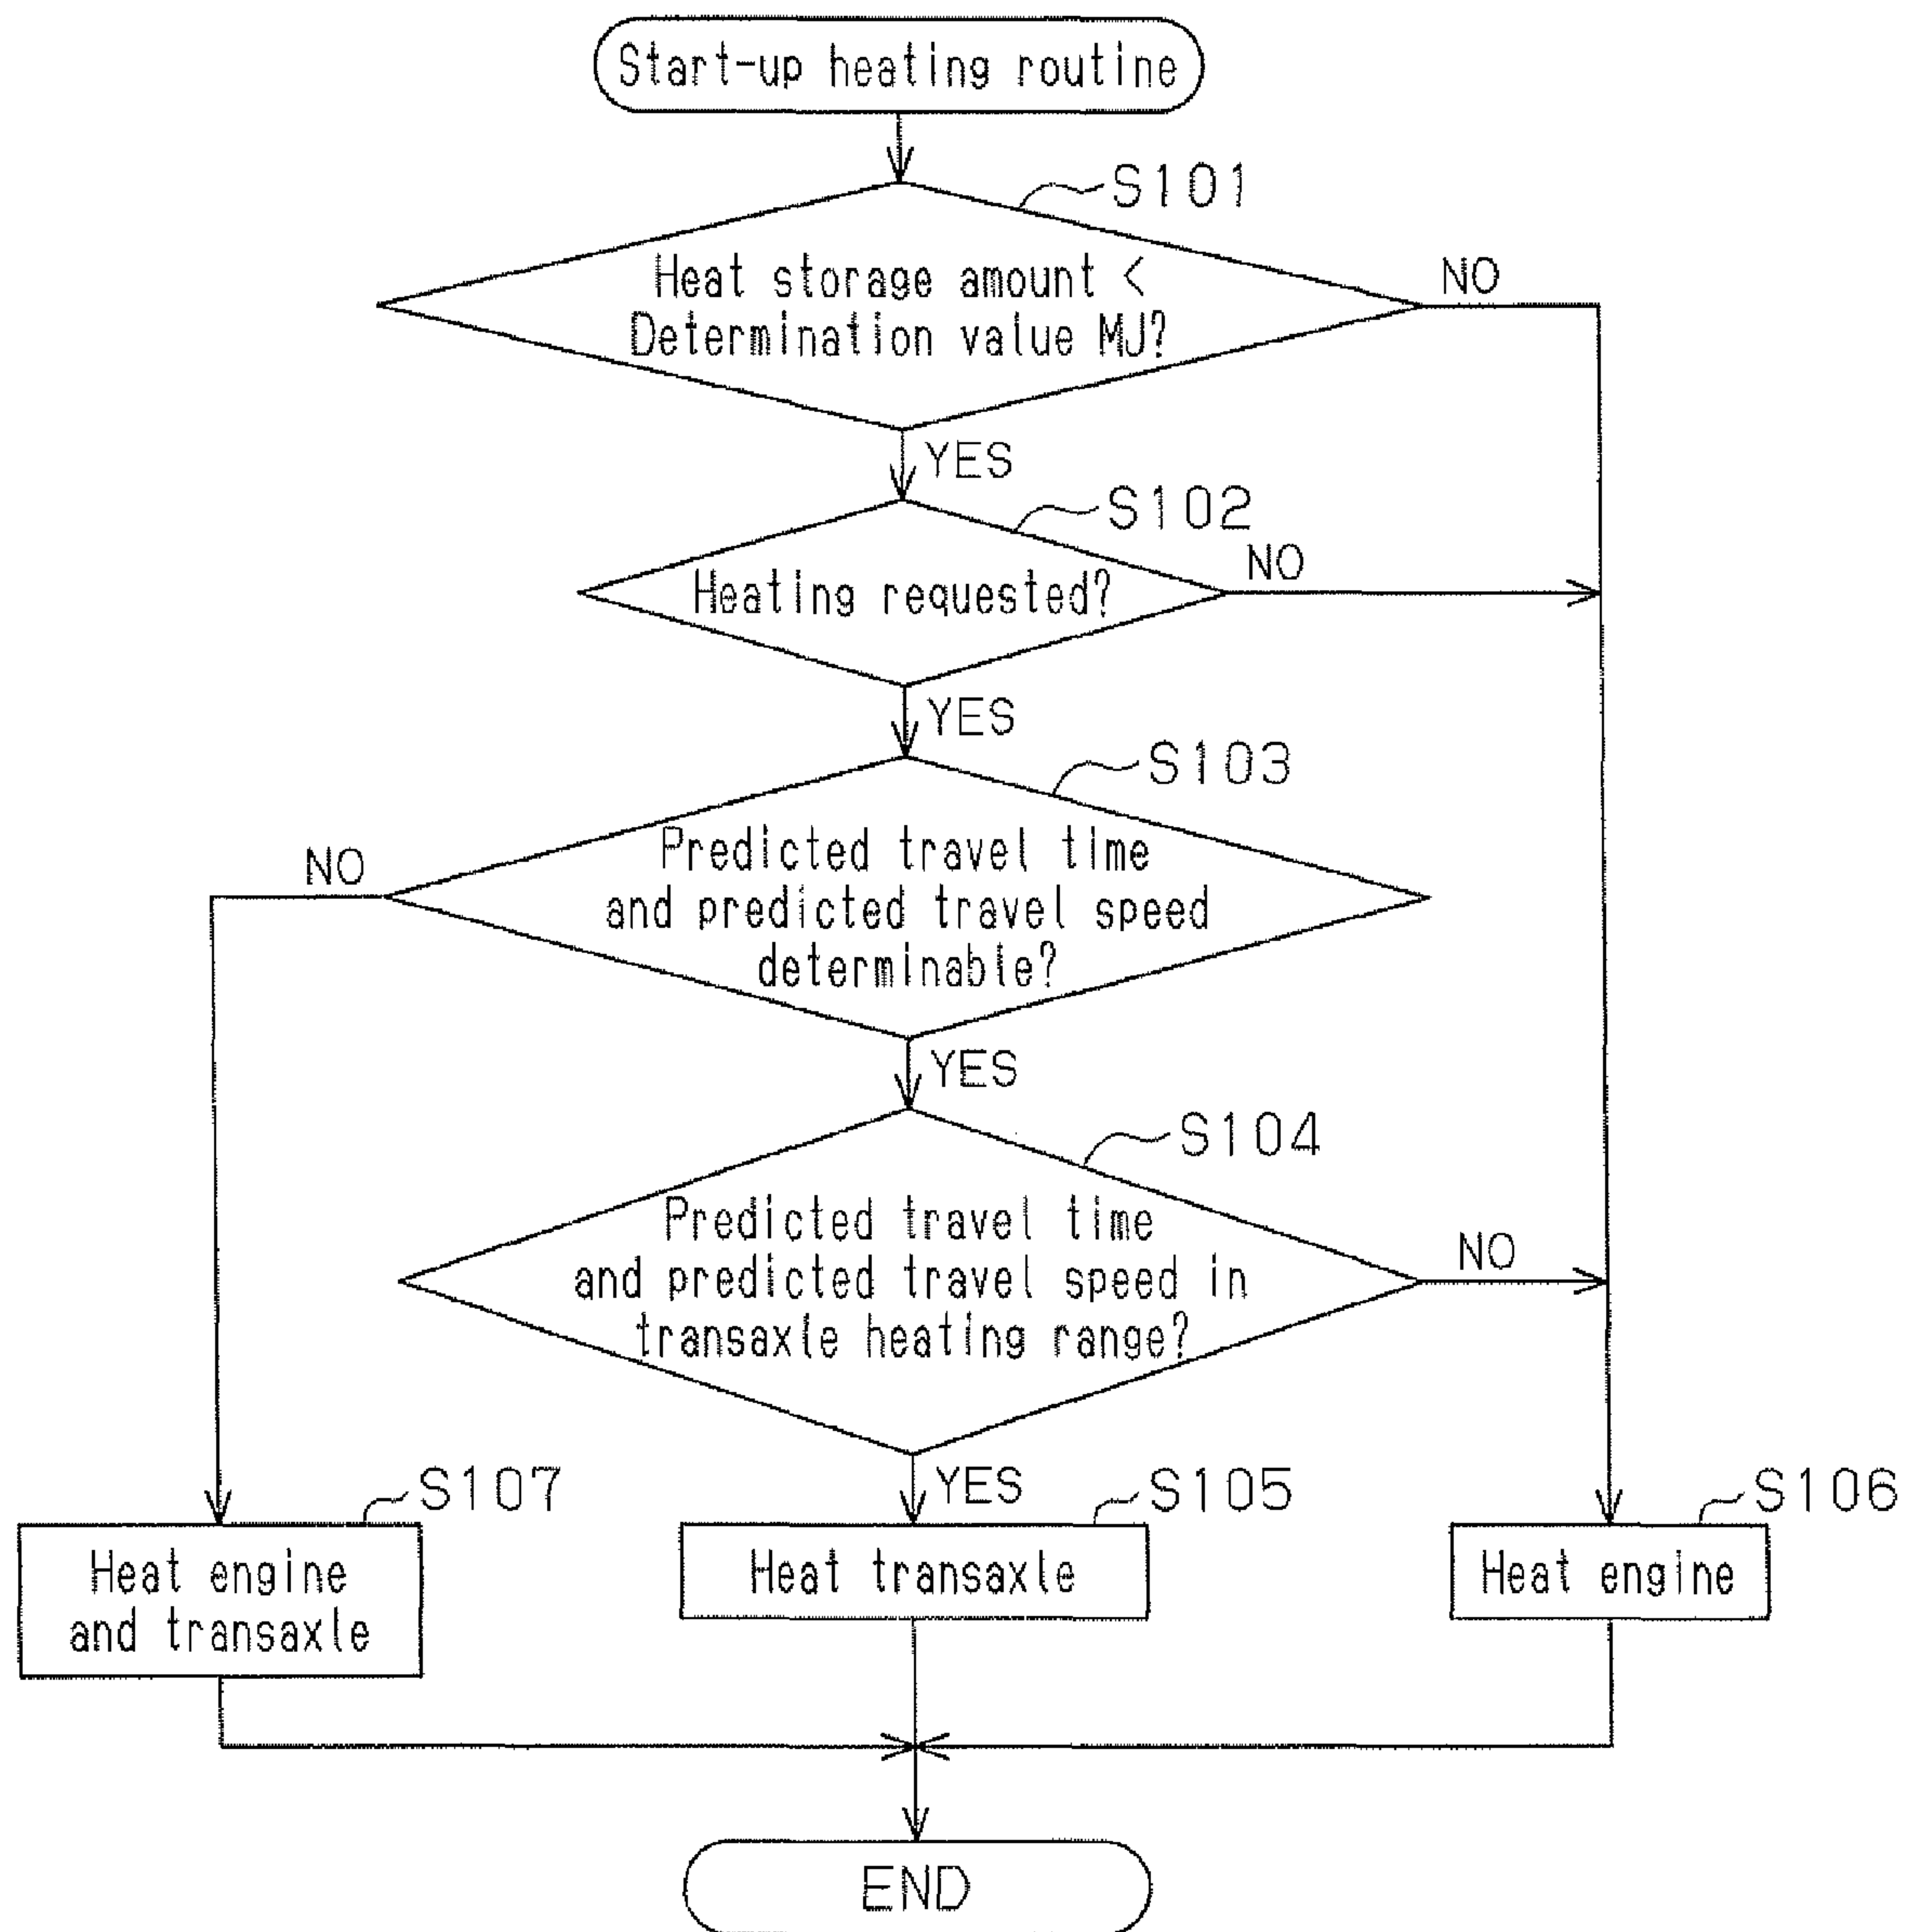 Start-up heating routine
S101
Heat storage amount <
Determination value MJ?
NO
YES
S102
Heating requested?
NO
YES
S103
Predicted travel time
and predicted travel speed
determinable?
NO
YES
S104
Predicted travel time
and predicted travel speed in
transaxle heating range?
NO
YES
S107
Heat engine
and transaxle
S105
Heat transaxle
S106
Heat engine
END